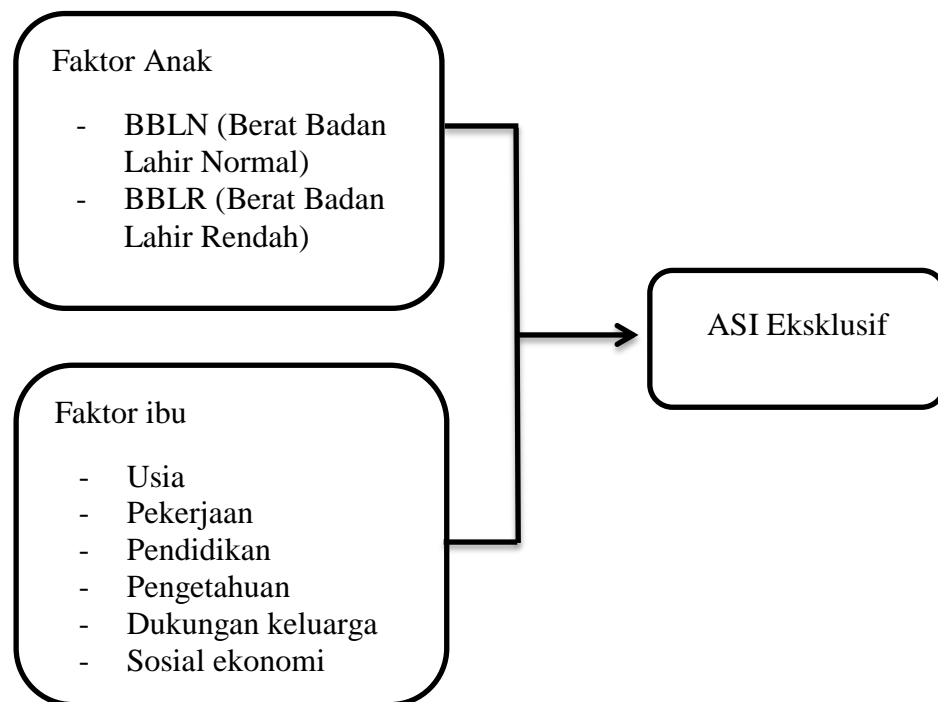 Faktor Anak
- BBLN (Berat Badan
Lahir Normal)
- BBLR (Berat Badan
Lahir Rendah)
ASI Eksklusif
Faktor ibu
- Usia
- Pekerjaan
- Pendidikan
- Pengetahuan
- Dukungan keluarga
- Sosial ekonomi